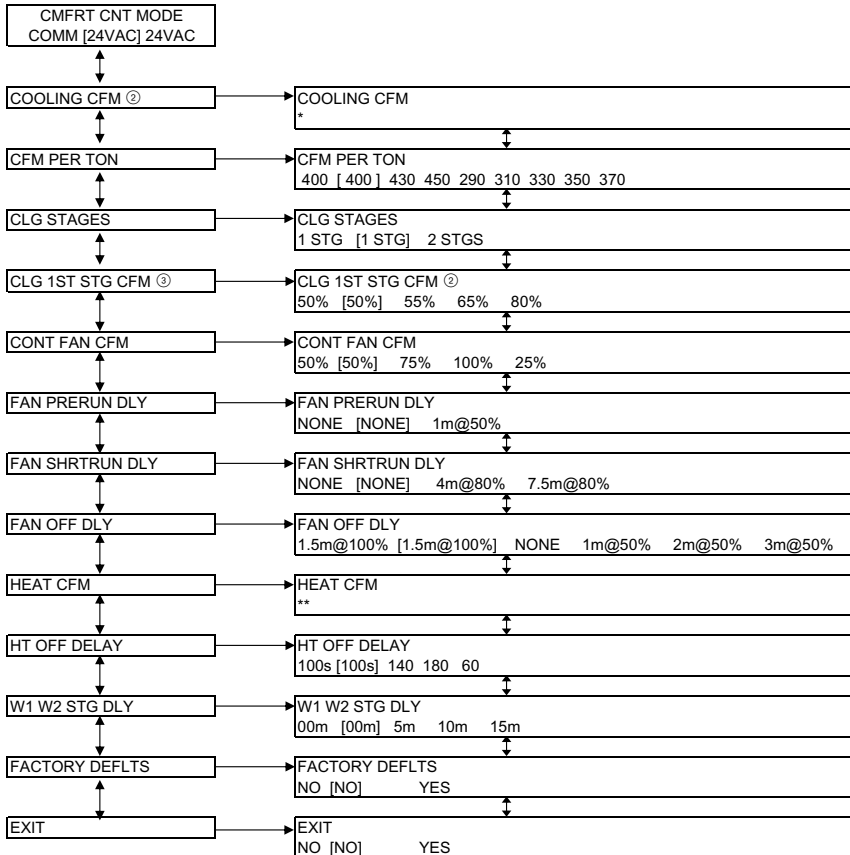 CMFRT CNT MODE
COMM [24VAC] 24VAC
COOLING CFM ②
COOLING CFM
*
CFM PER TON
CFM PER TON
400 [ 400 ] 430 450 290 310 330 350 370
CLG STAGES
CLG STAGES
1 STG [1 STG] 2 STGS
CLG 1ST STG CFM ③
CLG 1ST STG CFM ②
50% [50%] 55% 65% 80%
CONT FAN CFM
CONT FAN CFM
50% [50%] 75% 100% 25%
FAN PRERUN DLY
FAN PRERUN DLY
NONE [NONE] 1m@50%
FAN SHRTRUN DLY
FAN SHRTRUN DLY
NONE [NONE] 4m@80% 7.5m@80%
FAN OFF DLY
FAN OFF DLY
1.5m@100% [1.5m@100%] NONE 1m@50% 2m@50% 3m@50%
HEAT CFM
HEAT CFM
**
HT OFF DELAY
HT OFF DELAY
100s [100s] 140 180 60
W1 W2 STG DLY
W1 W2 STG DLY
00m [00m] 5m 10m 15m
FACTORY DEFLTS
FACTORY DEFLTS
NO [NO] YES
EXIT
EXIT
NO [NO] YES